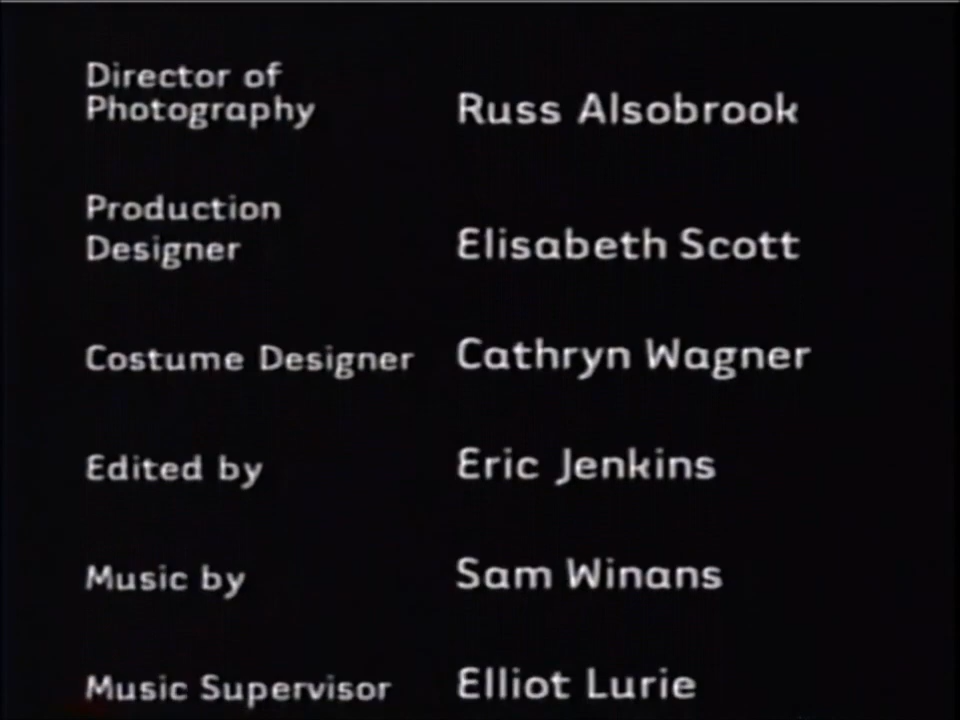 Director of
Photography Russ Alsobrook
Production
Designer Elisabeth Scott
Costume Designer Cathryn Wagner
Edited by Eric Jenkins
Music by Sam Winans
Music Supervisor Elliot Lurie